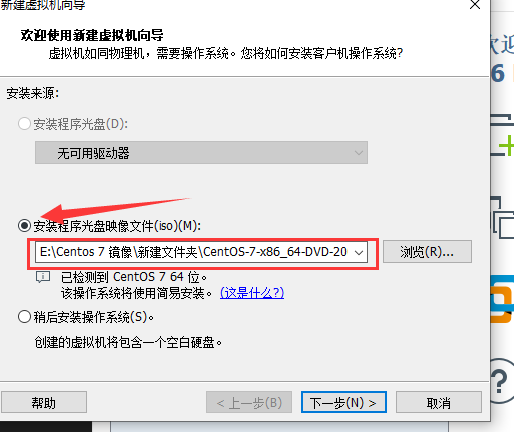 新建虚拟机向导
欢迎使用新建虚拟机向导
虚拟机如同物理机，需要操作系统。您将如何安装客户机操作系统?
安装来源:
安装程序光盘(D):
无可用驱动器
安装程序光盘映像文件(iso)(M):
E:\Centos 7 镜像\新建文件夹\CentOS-7-x86_64-DVD-20
浏览(R)...
已检测到 CentOS 7 64 位。
该操作系统将使用简易安装。(这是什么?)
稍后安装操作系统(S)。
创建的虚拟机将包含一个空白硬盘。
帮助
< 上一步(B)
下一步(N) >
取消
欢迎
6
?